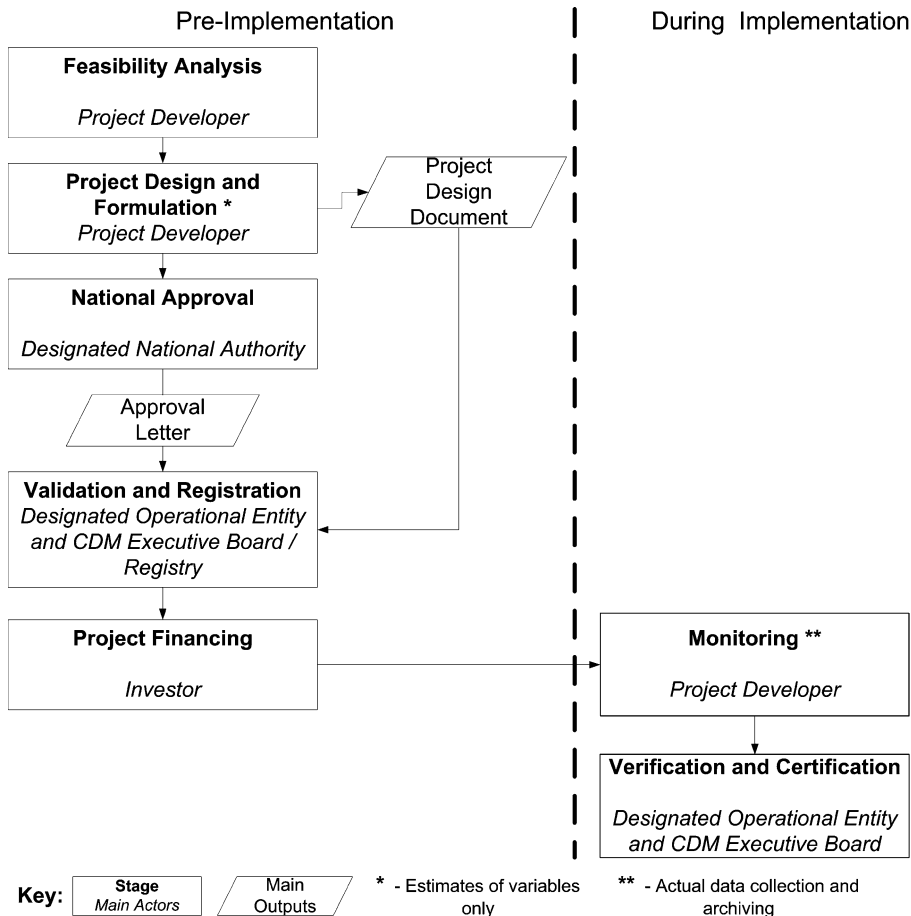 Pre-Implementation
During Implementation
Feasibility Analysis
Project Developer
Project Design and
Formulation *
Project Developer
Project
Design
Document
National Approval
Designated National Authority
Approval
Letter
Validation and Registration
Designated Operational Entity
and CDM Executive Board /
Registry
Project Financing
Investor
Monitoring **
Project Developer
Verification and Certification
Designated Operational Entity
and CDM Executive Board
Key:
Stage
Main Actors
Main
Outputs
* - Estimates of variables
only
** - Actual data collection and
archiving